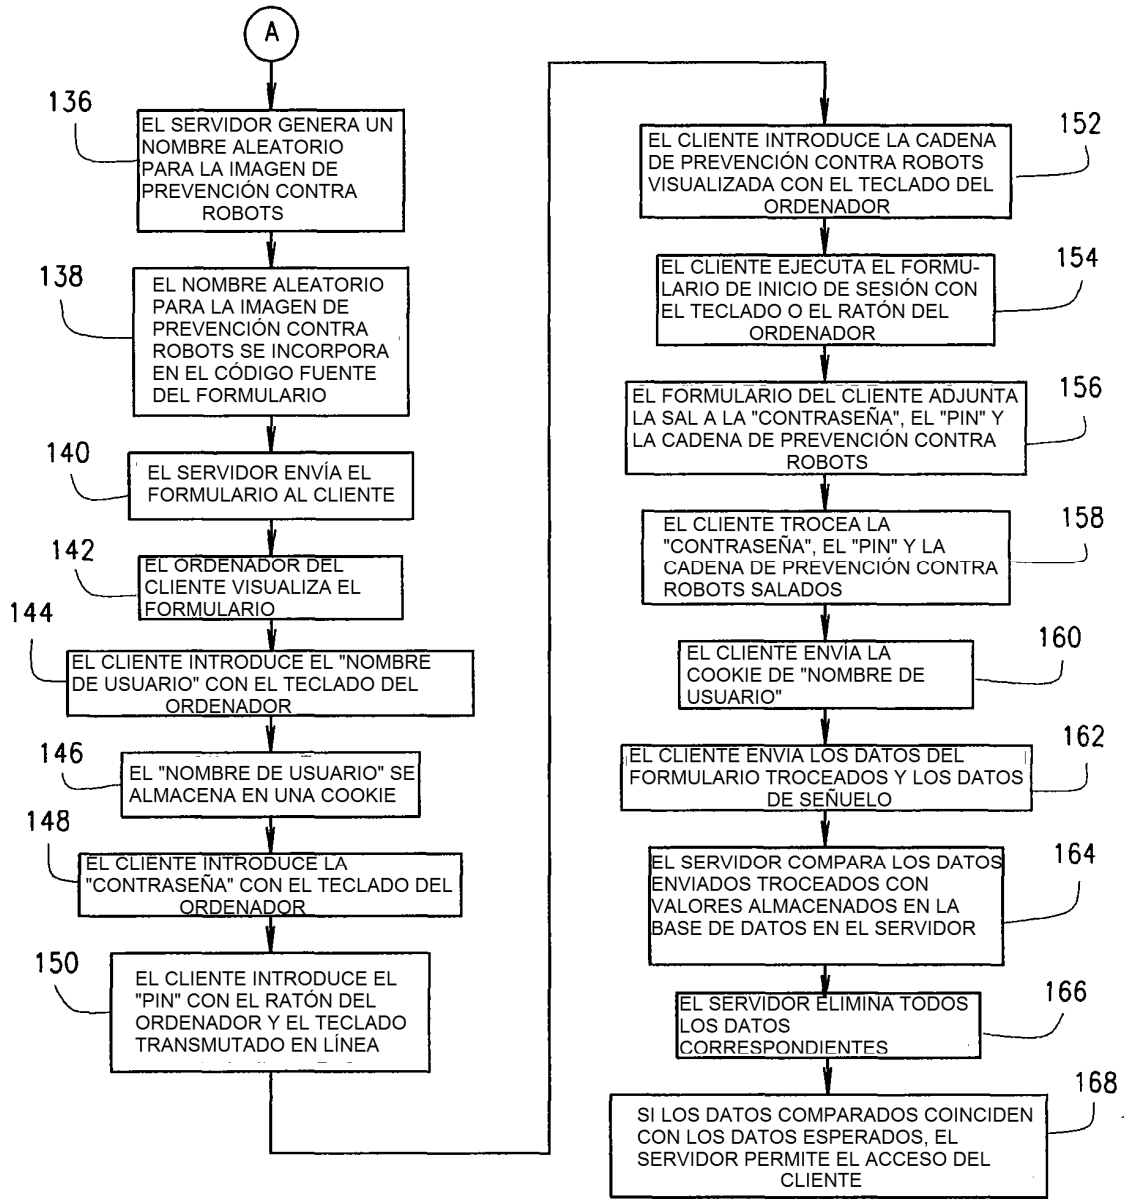 A
136
EL SERVIDOR GENERA UN
NOMBRE ALEATORIO
PARA LA IMAGEN DE
PREVENCIÓN CONTRA
ROBOTS
138
EL NOMBRE ALEATORIO
PARA LA IMAGEN DE
PREVENCIÓN CONTRA
ROBOTS SE INCORPORA
EN EL CÓDIGO FUENTE
DEL FORMULARIO
140
EL SERVIDOR ENVÍA EL
FORMULARIO AL CLIENTE
142
EL ORDENADOR DEL
CLIENTE VISUALIZA EL
FORMULARIO
144
EL CLIENTE INTRODUCE EL "NOMBRE
DE USUARIO" CON EL TECLADO DEL
ORDENADOR
146
EL "NOMBRE DE USUARIO" SE
ALMACENA EN UNA COOKIE
148
EL CLIENTE INTRODUCE LA
"CONTRASEÑA" CON EL TECLADO DEL
ORDENADOR
150
EL CLIENTE INTRODUCE EL
"PIN" CON EL RATÓN DEL
ORDENADOR Y EL TECLADO
TRANSMUTADO EN LÍNEA
152
EL CLIENTE INTRODUCE LA CADENA
DE PREVENCIÓN CONTRA ROBOTS
VISUALIZADA CON EL TECLADO DEL
ORDENADOR
154
EL CLIENTE EJECUTA EL FORMU-
LARIO DE INICIO DE SESIÓN CON
EL TECLADO O EL RATÓN DEL
ORDENADOR
156
EL FORMULARIO DEL CLIENTE ADJUNTA
LA SAL A LA "CONTRASEÑA", EL "PIN" Y
LA CADENA DE PREVENCIÓN CONTRA
ROBOTS
158
EL CLIENTE TROCEA LA
"CONTRASEÑA", EL "PIN" Y LA
CADENA DE PREVENCIÓN CONTRA
ROBOTS SALADOS
160
EL CLIENTE ENVÍA LA
COOKIE DE "NOMBRE DE
USUARIO"
162
EL CLIENTE ENVIA LOS DATOS DEL
FORMULARIO TROCEADOS Y LOS DATOS
DE SEÑUELO
164
EL SERVIDOR COMPARA LOS DATOS
ENVIADOS TROCEADOS CON
VALORES ALMACENADOS EN LA
BASE DE DATOS EN EL SERVIDOR
166
EL SERVIDOR ELIMINA TODOS
LOS DATOS
CORRESPONDIENTES
168
SI LOS DATOS COMPARADOS COINCIDEN
CON LOS DATOS ESPERADOS, EL
SERVIDOR PERMITE EL ACCESO DEL
CLIENTE